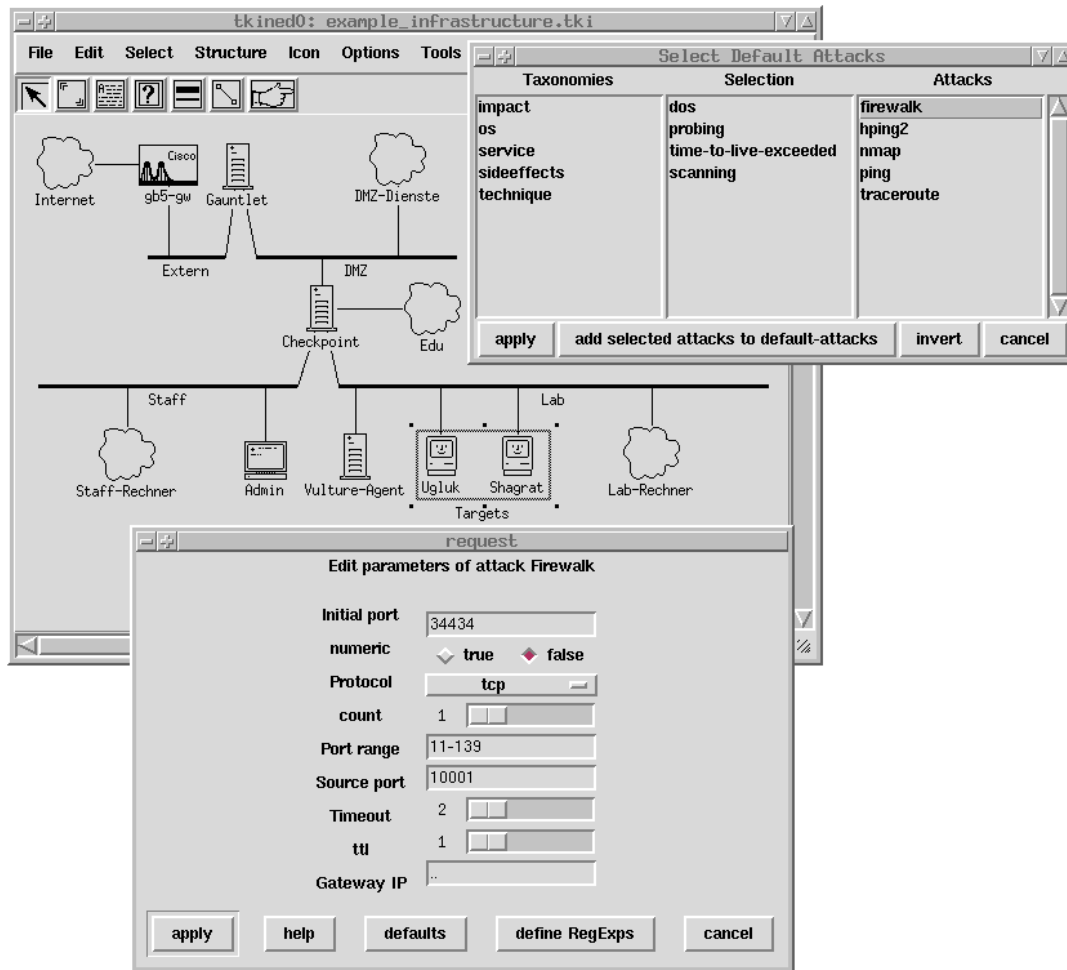 tkined0: example_infrastructure.tki
File Edit Select Structure Icon Options Tools
Select Default Attacks
Taxonomies Selection Attacks
impact dos firewalk
os probing hping2
service time-to-live-exceeded nmap
sideeffects scanning ping
technique traceroute
apply add selected attacks to default-attacks invert cancel
Cisco
Internet gb5-gw Gauntlet DMZ-Dienste
Extern DMZ
Checkpoint Edu
Staff Lab
Staff-Rechner Admin Vulture-Agent Ugluk Shagrat Lab-Rechner
Targets
request
Edit parameters of attack Firewalk
Initial port 34434
numeric true false
Protocol tcp
count 1
Port range 11-139
Source port 10001
Timeout 2
ttl 1
Gateway IP ..
apply help defaults define RegExps cancel